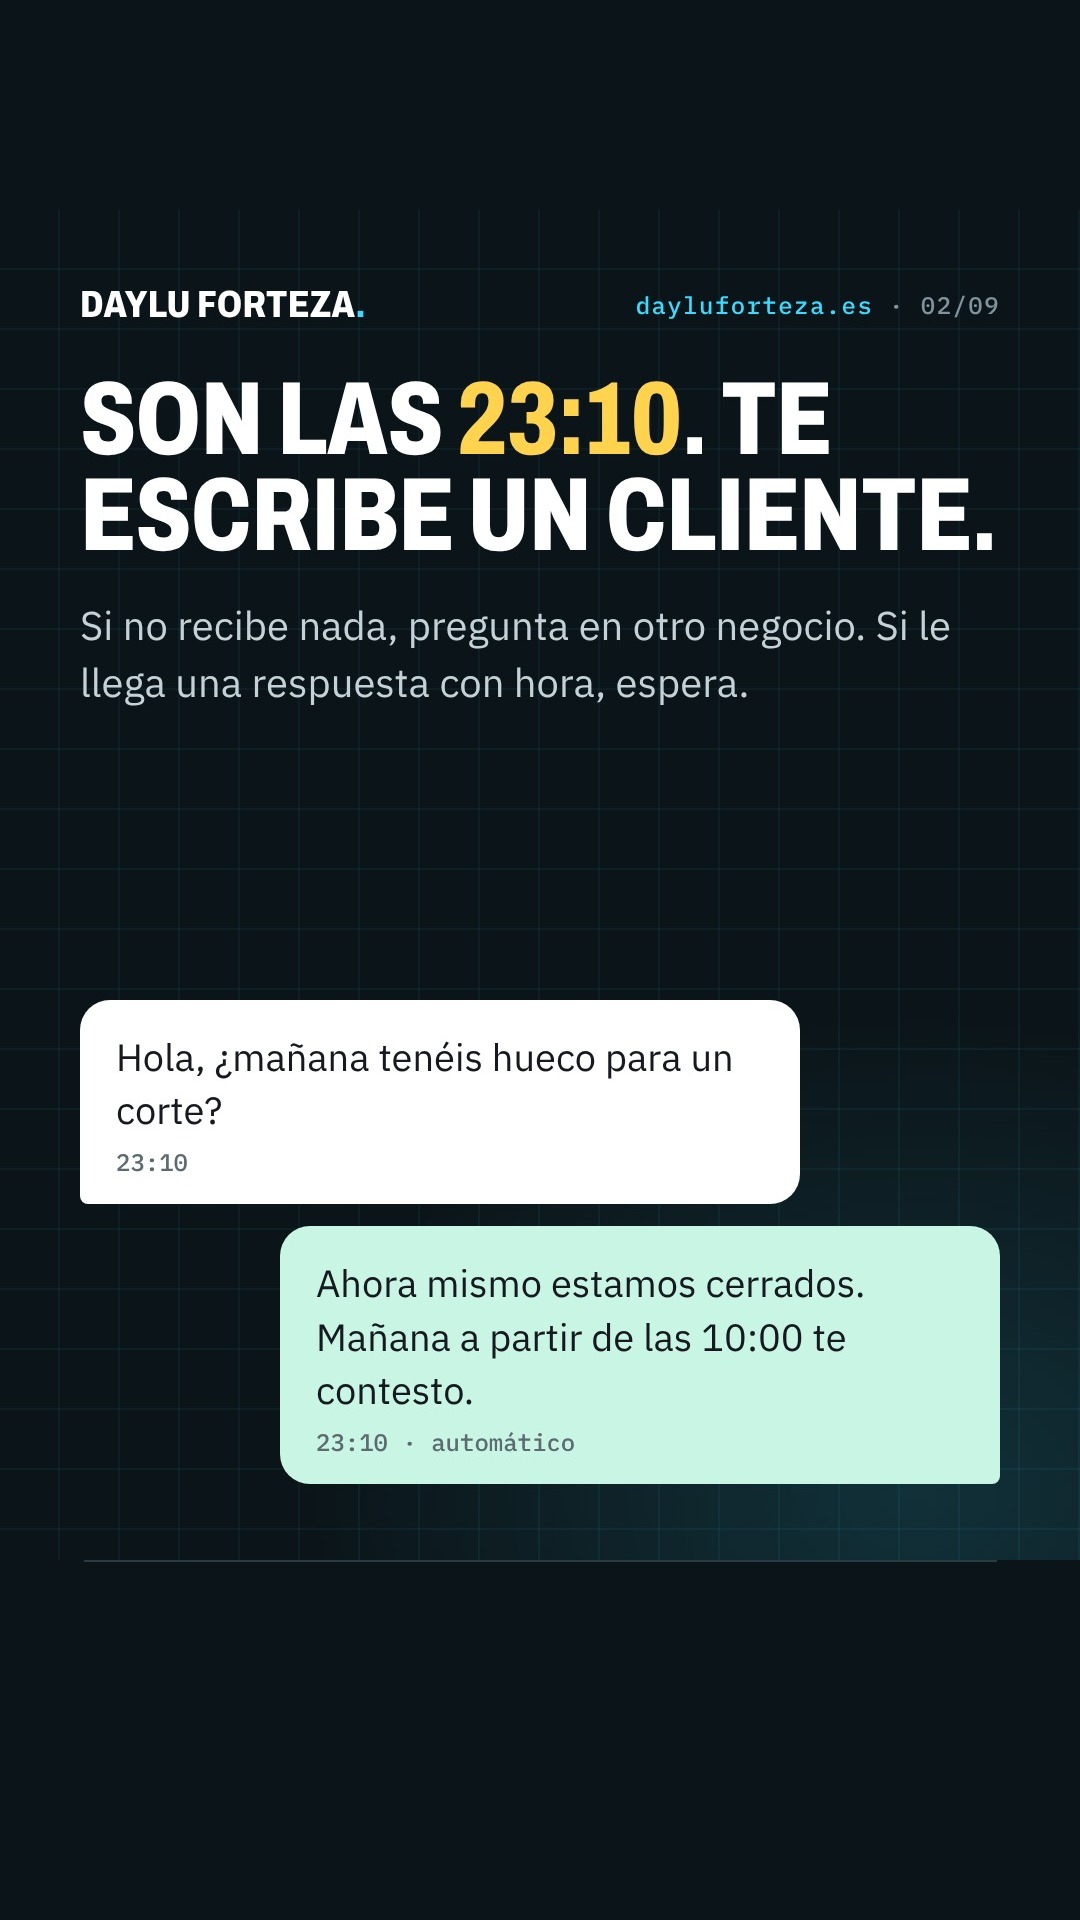 DAYLU FORTEZA.
dayluforteza.es · 02/09
SON LAS 23:10. TE
ESCRIBE UN CLIENTE.
Si no recibe nada, pregunta en otro negocio. Si le
llega una respuesta con hora, espera.
Hola, ¿mañana tenéis hueco para un
corte?
23:10
Ahora mismo estamos cerrados.
Mañana a partir de las 10:00 te
contesto.
23:10 · automático